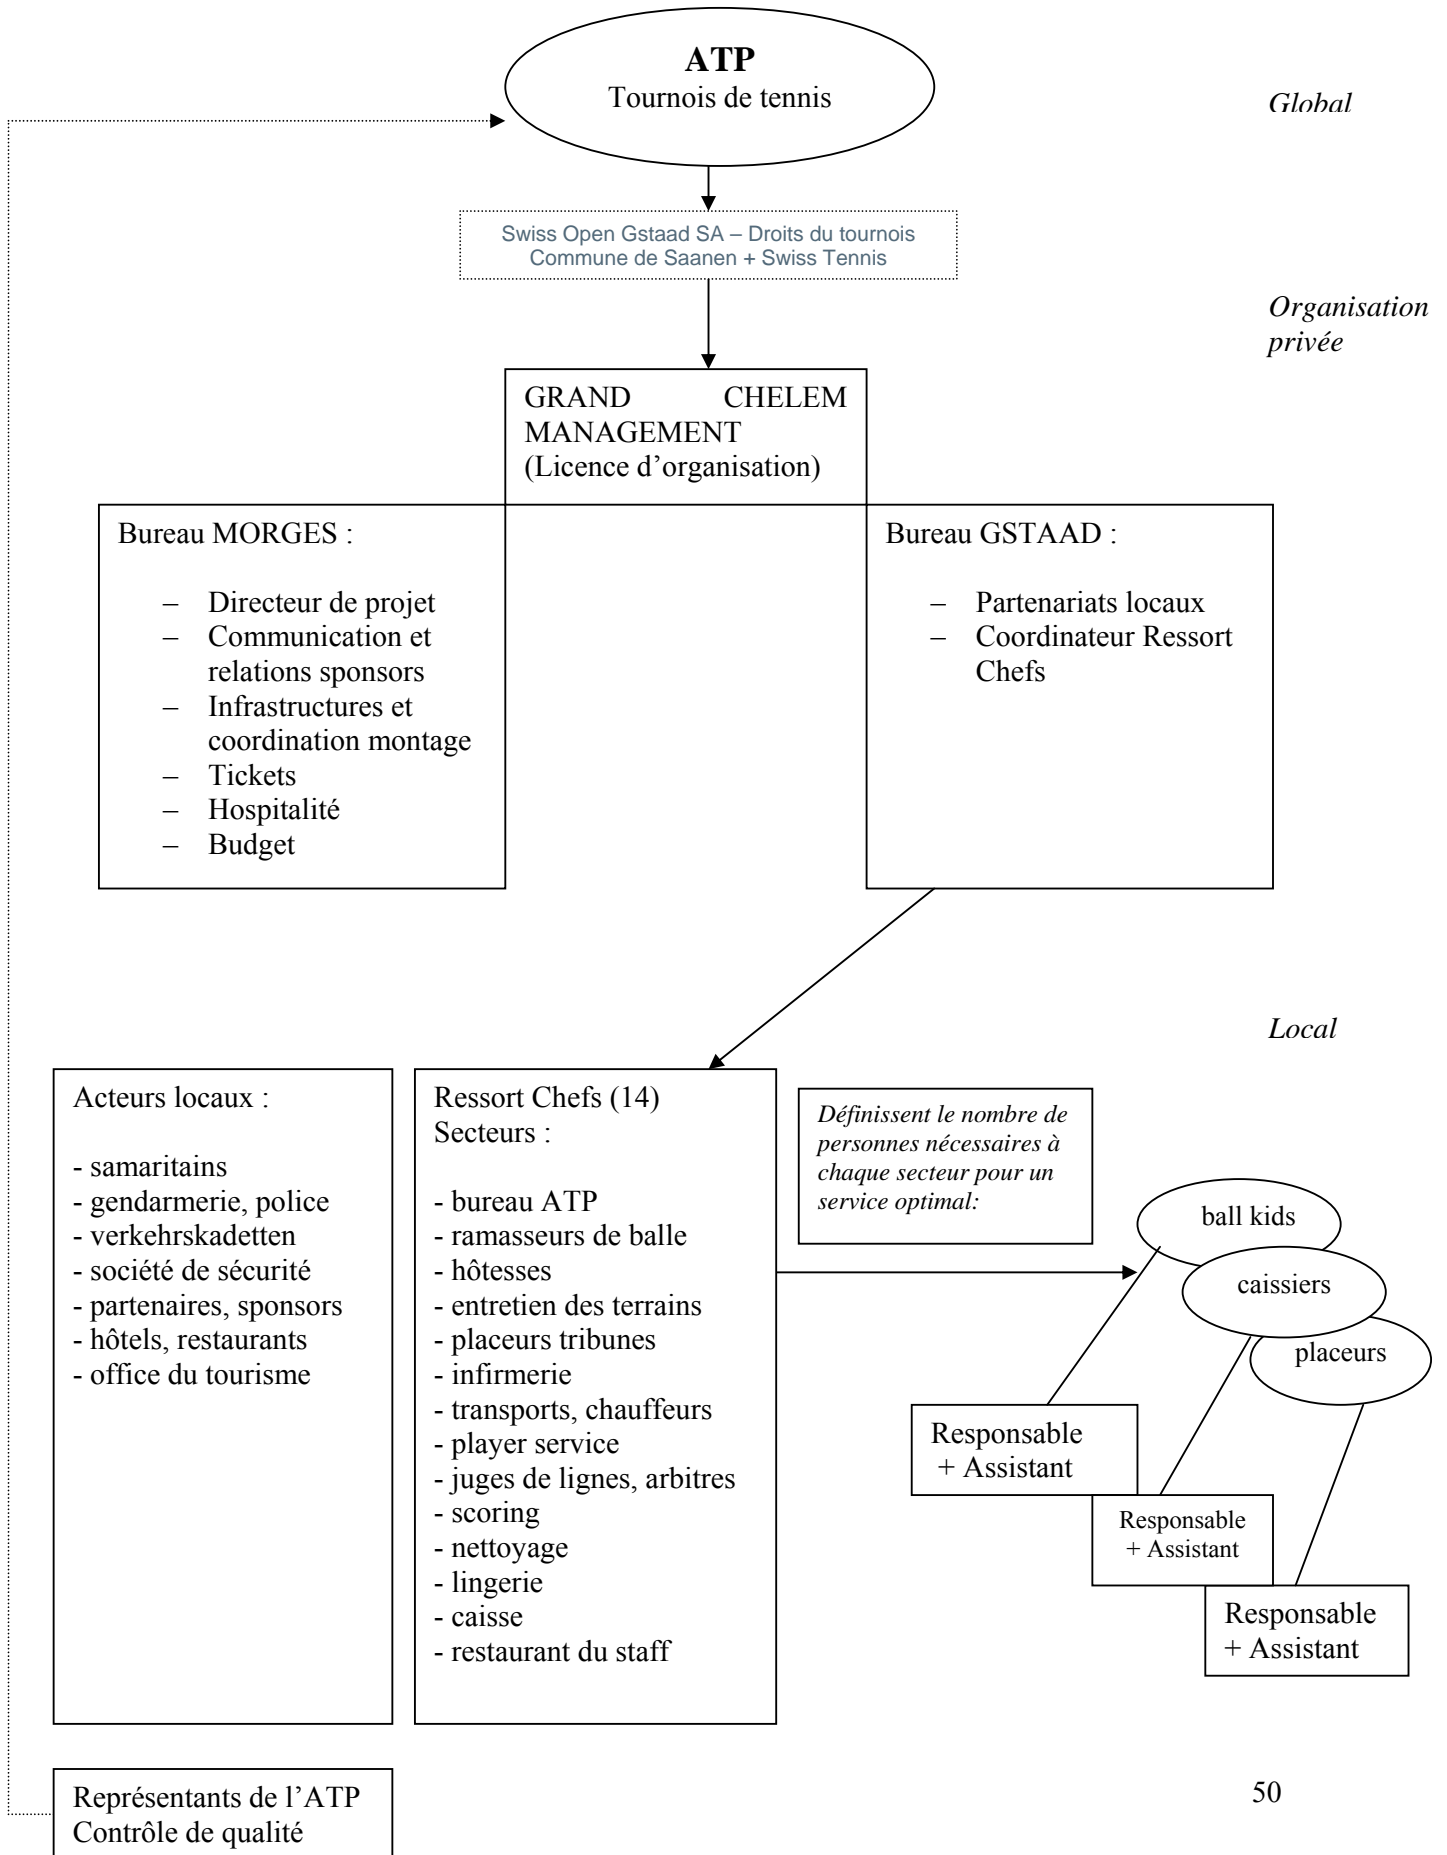 ATP
Tournois de tennis
Global
Swiss Open Gstaad SA – Droits du tournois
Commune de Saanen + Swiss Tennis
Organisation
privée
GRAND CHELEM
MANAGEMENT
(Licence d’organisation)
Bureau MORGES :
– Directeur de projet
– Communication et
relations sponsors
– Infrastructures et
coordination montage
– Tickets
– Hospitalité
– Budget
Bureau GSTAAD :
– Partenariats locaux
– Coordinateur Ressort
Chefs
Local
Acteurs locaux :
- samaritains
- gendarmerie, police
- verkehrskadetten
- société de sécurité
- partenaires, sponsors
- hôtels, restaurants
- office du tourisme
Ressort Chefs (14)
Secteurs :
- bureau ATP
- ramasseurs de balle
- hôtesses
- entretien des terrains
- placeurs tribunes
- infirmerie
- transports, chauffeurs
- player service
- juges de lignes, arbitres
- scoring
- nettoyage
- lingerie
- caisse
- restaurant du staff
Définissent le nombre de
personnes nécessaires à
chaque secteur pour un
service optimal:
ball kids
caissiers
placeurs
Responsable
+ Assistant
Responsable
+ Assistant
Responsable
+ Assistant
Représentants de l’ATP
Contrôle de qualité
50